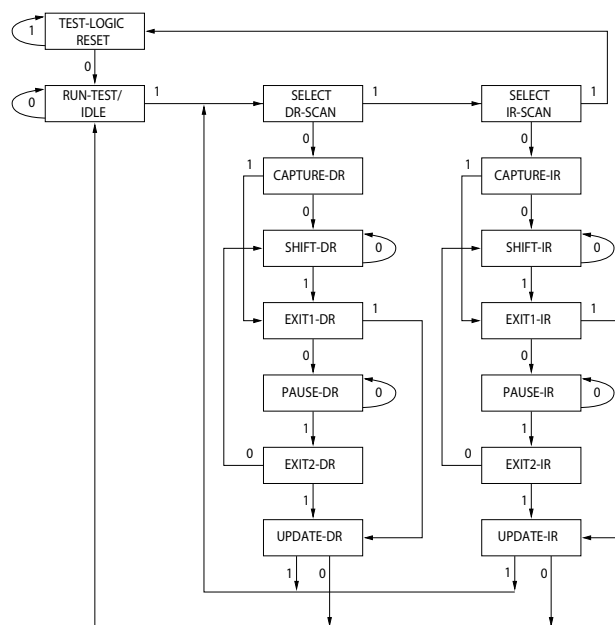 TEST-LOGIC
RESET
1
0
RUN-TEST/
IDLE
0
1
SELECT
DR-SCAN
1
SELECT
IR-SCAN
1
0
0
CAPTURE-DR
1
CAPTURE-IR
1
0
0
SHIFT-DR
0
SHIFT-IR
0
1
1
EXIT1-DR
1
EXIT1-IR
1
0
0
PAUSE-DR
0
PAUSE-IR
0
1
1
EXIT2-DR
0
EXIT2-IR
0
1
1
UPDATE-DR
UPDATE-IR
1
0
1
0